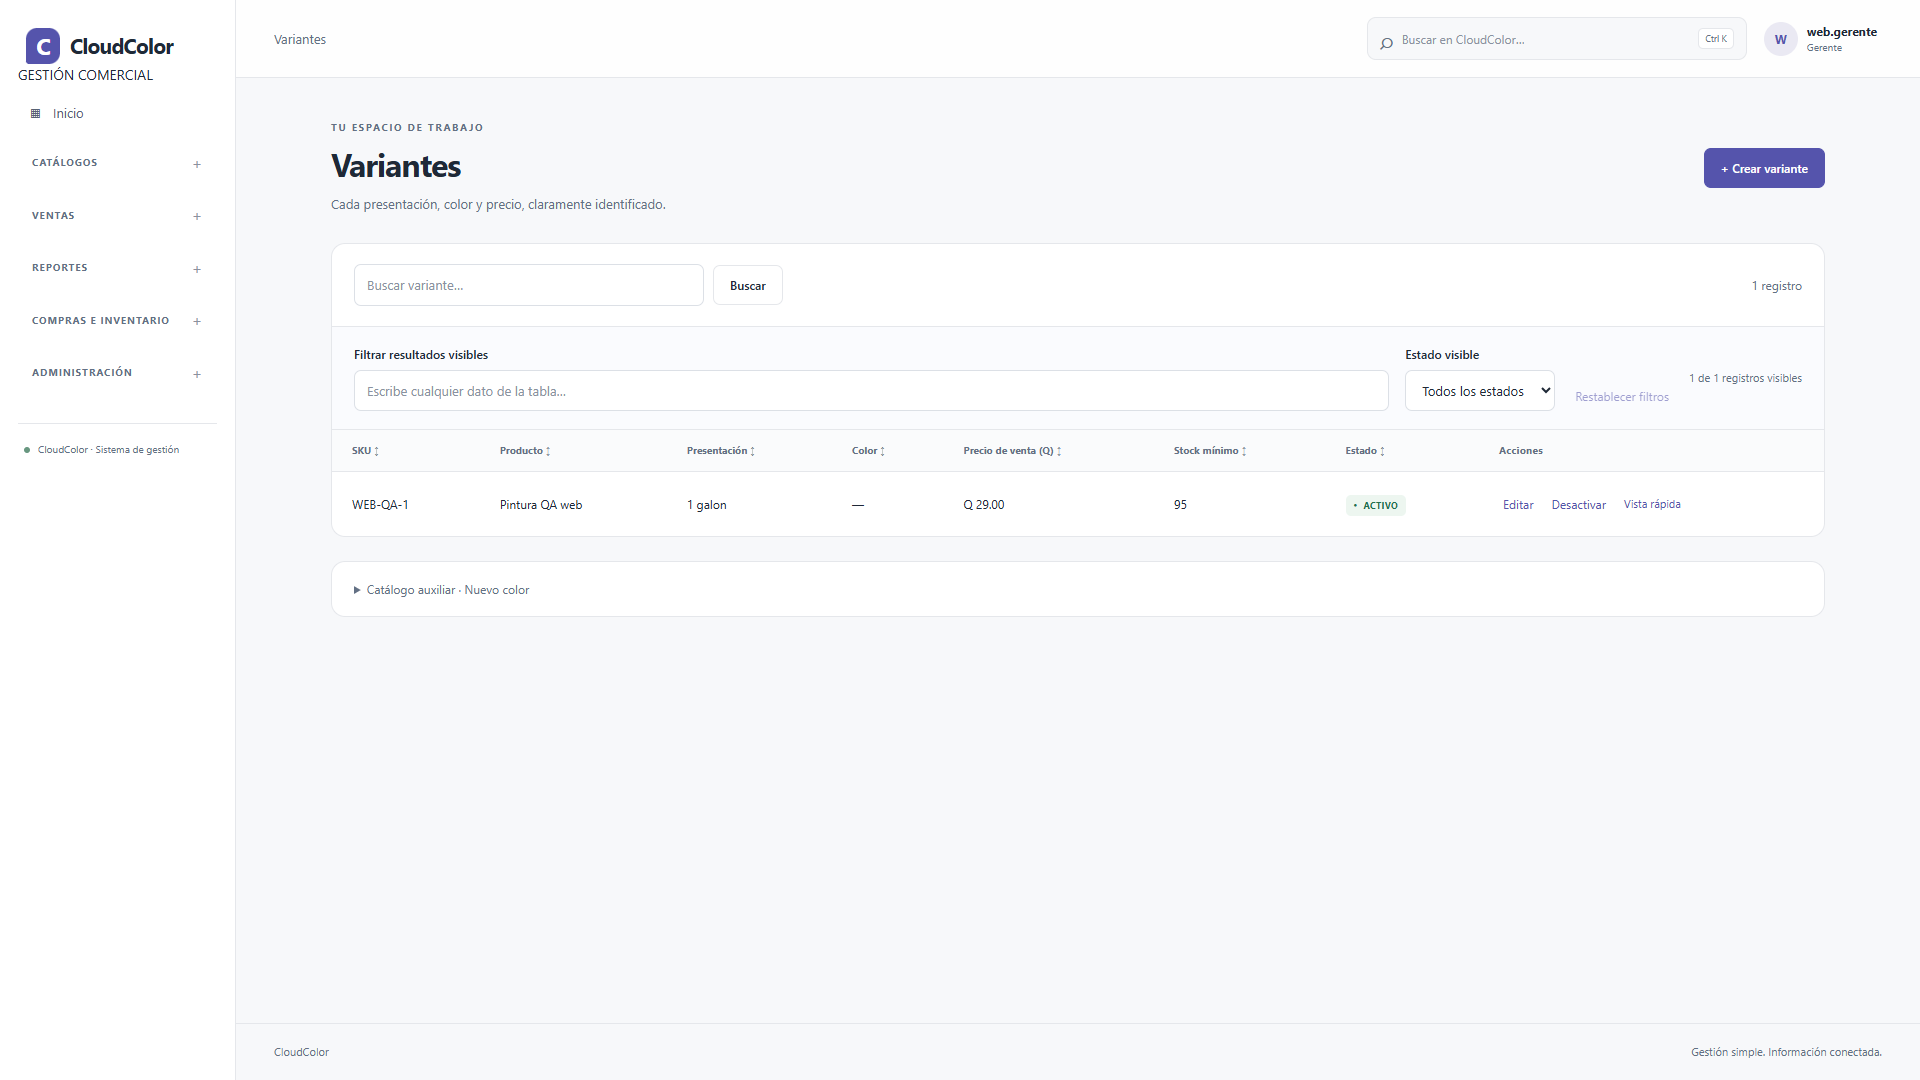 C CloudColor
GESTIÓN COMERCIAL
Inicio
CATÁLOGOS +
VENTAS +
REPORTES +
COMPRAS E INVENTARIO +
ADMINISTRACIÓN +
CloudColor · Sistema de gestión
Variantes
Buscar en CloudColor... Ctrl K
W web.gerente
Gerente
TU ESPACIO DE TRABAJO
Variantes
Cada presentación, color y precio, claramente identificado.
+ Crear variante
Buscar variante... Buscar 1 registro
Filtrar resultados visibles Estado visible
Escribe cualquier dato de la tabla... Todos los estados Restablecer filtros 1 de 1 registros visibles
SKU ↕ Producto ↕ Presentación ↕ Color ↕ Precio de venta (Q) ↕ Stock mínimo ↕ Estado ↕ Acciones
WEB-QA-1 Pintura QA web 1 galon — Q 29.00 95 • ACTIVO Editar Desactivar Vista rápida
▶ Catálogo auxiliar · Nuevo color
CloudColor Gestión simple. Información conectada.